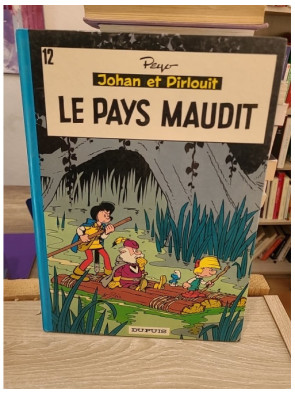 12
Peyo
Johan et Pirlouit
LE PAYS MAUDIT
DUPUIS